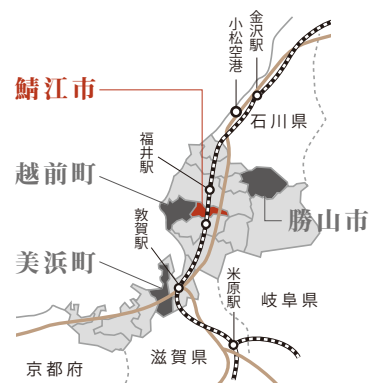 金沢駅
小松空港
鯖江市
石川県
福井駅
越前町
敦賀駅
勝山市
美浜町
米原駅
岐阜県
滋賀県
京都府